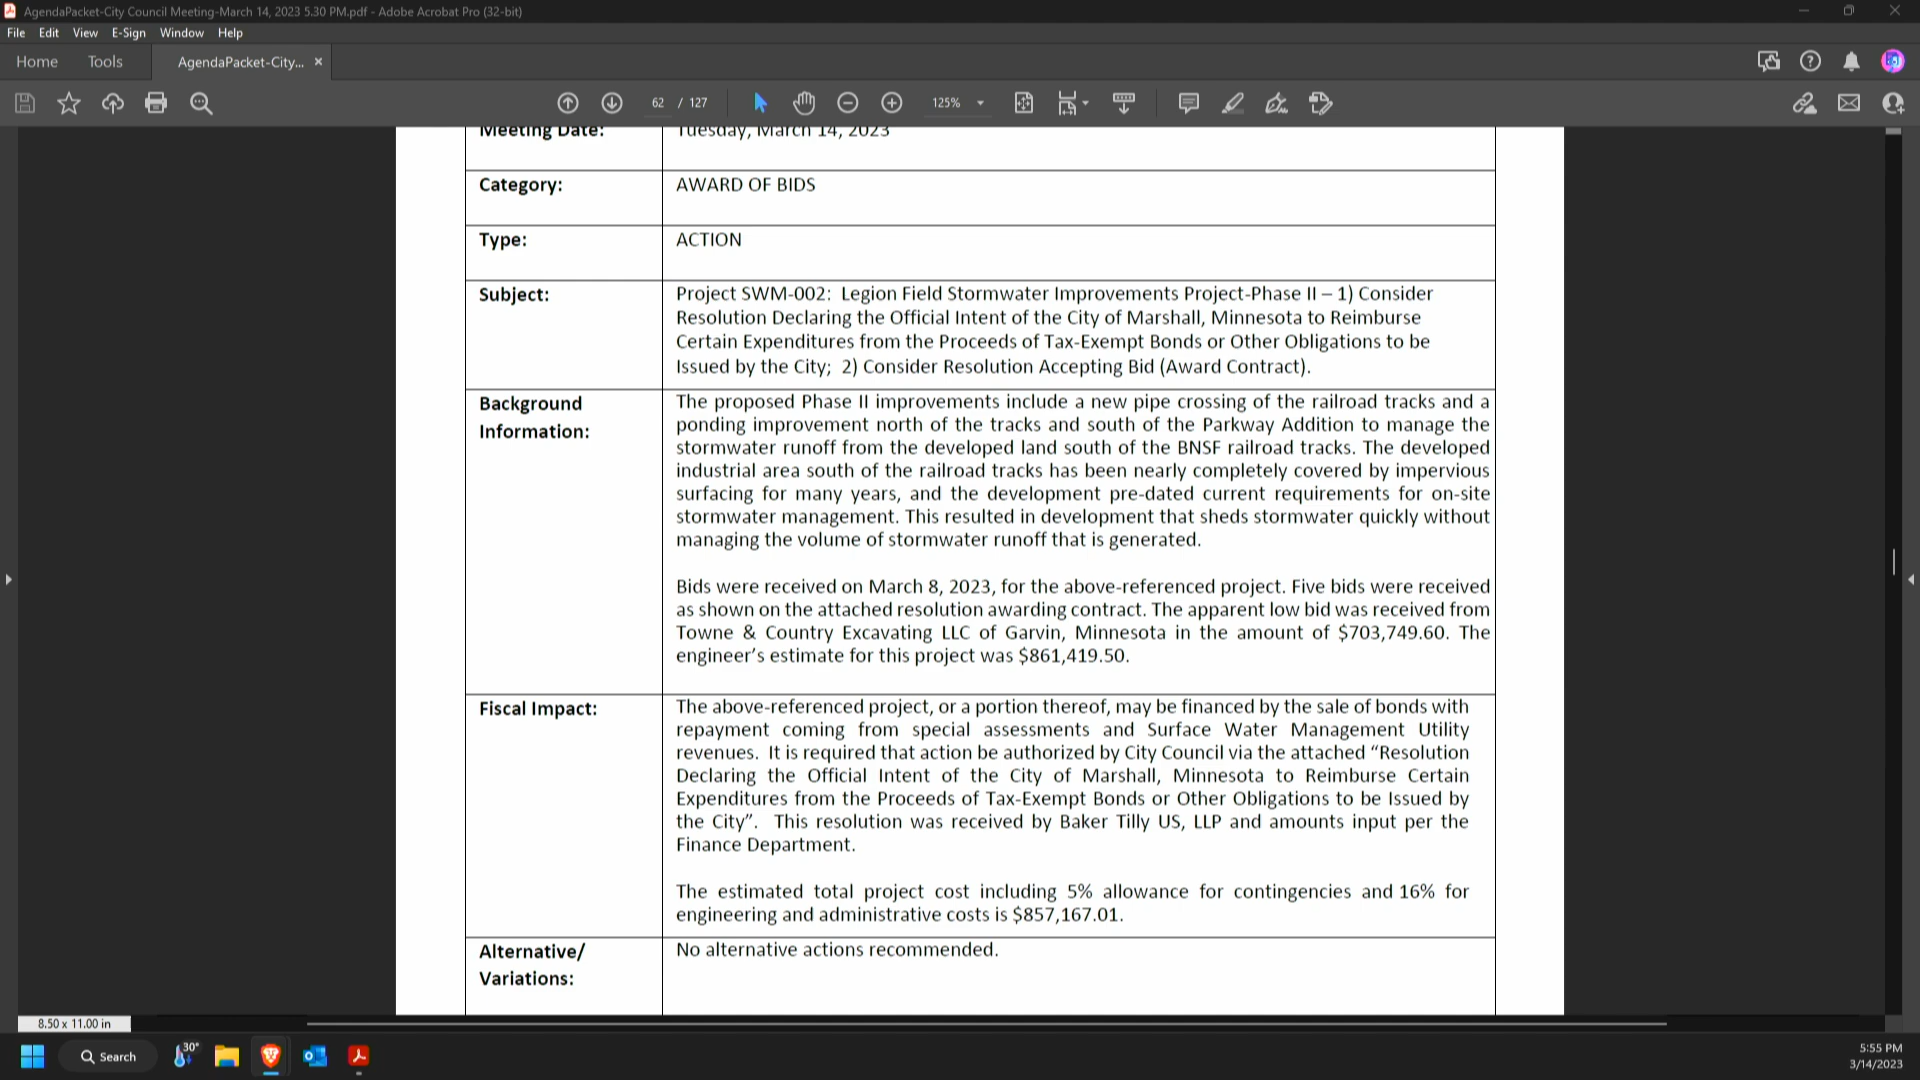 AgendaPacket-City Council Meeting-March 14, 2023 5.30 PM.pdf - Adobe Acrobat Pro (32-bit)
File Edit View E-Sign Window Help
Home Tools AgendaPacket-City... ×
62 / 127 125%
Meeting Date: Tuesday, March 14, 2023
Category: AWARD OF BIDS
Type: ACTION
Subject: Project SWM-002: Legion Field Stormwater Improvements Project-Phase II – 1) Consider
Resolution Declaring the Official Intent of the City of Marshall, Minnesota to Reimburse
Certain Expenditures from the Proceeds of Tax-Exempt Bonds or Other Obligations to be
Issued by the City; 2) Consider Resolution Accepting Bid (Award Contract).
Background
Information:
The proposed Phase II improvements include a new pipe crossing of the railroad tracks and a
ponding improvement north of the tracks and south of the Parkway Addition to manage the
stormwater runoff from the developed land south of the BNSF railroad tracks. The developed
industrial area south of the railroad tracks has been nearly completely covered by impervious
surfacing for many years, and the development pre-dated current requirements for on-site
stormwater management. This resulted in development that sheds stormwater quickly without
managing the volume of stormwater runoff that is generated.
Bids were received on March 8, 2023, for the above-referenced project. Five bids were received
as shown on the attached resolution awarding contract. The apparent low bid was received from
Towne & Country Excavating LLC of Garvin, Minnesota in the amount of $703,749.60. The
engineer’s estimate for this project was $861,419.50.
Fiscal Impact: The above-referenced project, or a portion thereof, may be financed by the sale of bonds with
repayment coming from special assessments and Surface Water Management Utility
revenues. It is required that action be authorized by City Council via the attached “Resolution
Declaring the Official Intent of the City of Marshall, Minnesota to Reimburse Certain
Expenditures from the Proceeds of Tax-Exempt Bonds or Other Obligations to be Issued by
the City”. This resolution was received by Baker Tilly US, LLP and amounts input per the
Finance Department.
The estimated total project cost including 5% allowance for contingencies and 16% for
engineering and administrative costs is $857,167.01.
Alternative/
Variations:
No alternative actions recommended.
8.50 x 11.00 in
Search
30°
5:55 PM
3/14/2023